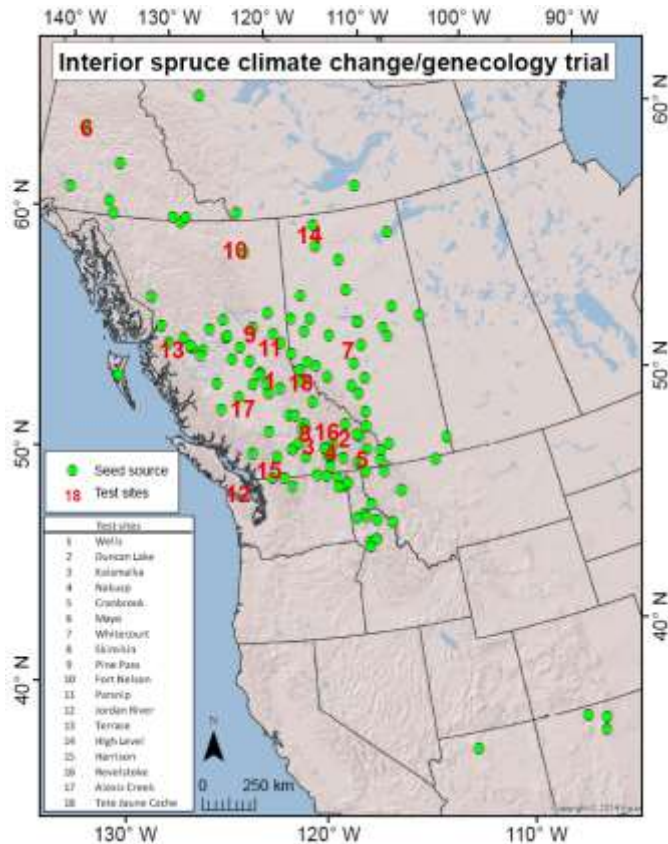 140° W 130° W 120° W 110° W 100° W 90° W
Interior spruce climate change/genecology trial
60° N
6
60° N
14
10
9
13
11
7
50° N
1
18
17
50° N
8
16
2
3
4
5
15
12
Seed source
18 Test sites
Test sites
1 Wells
2 Duncan Lake
3 Kalamalka
4 Nakusp
5 Cranbrook
6 Mayo
7 Whitecourt
8 Skimikin
9 Pine Pass
10 Fort Nelson
11 Parsnip
12 Jordan River
13 Terrace
14 High Level
15 Harrison
16 Revelstoke
17 Alexis Creek
18 Tete Jaune Cache
40° N
40° N
N
0 250 km
130° W 120° W 110° W